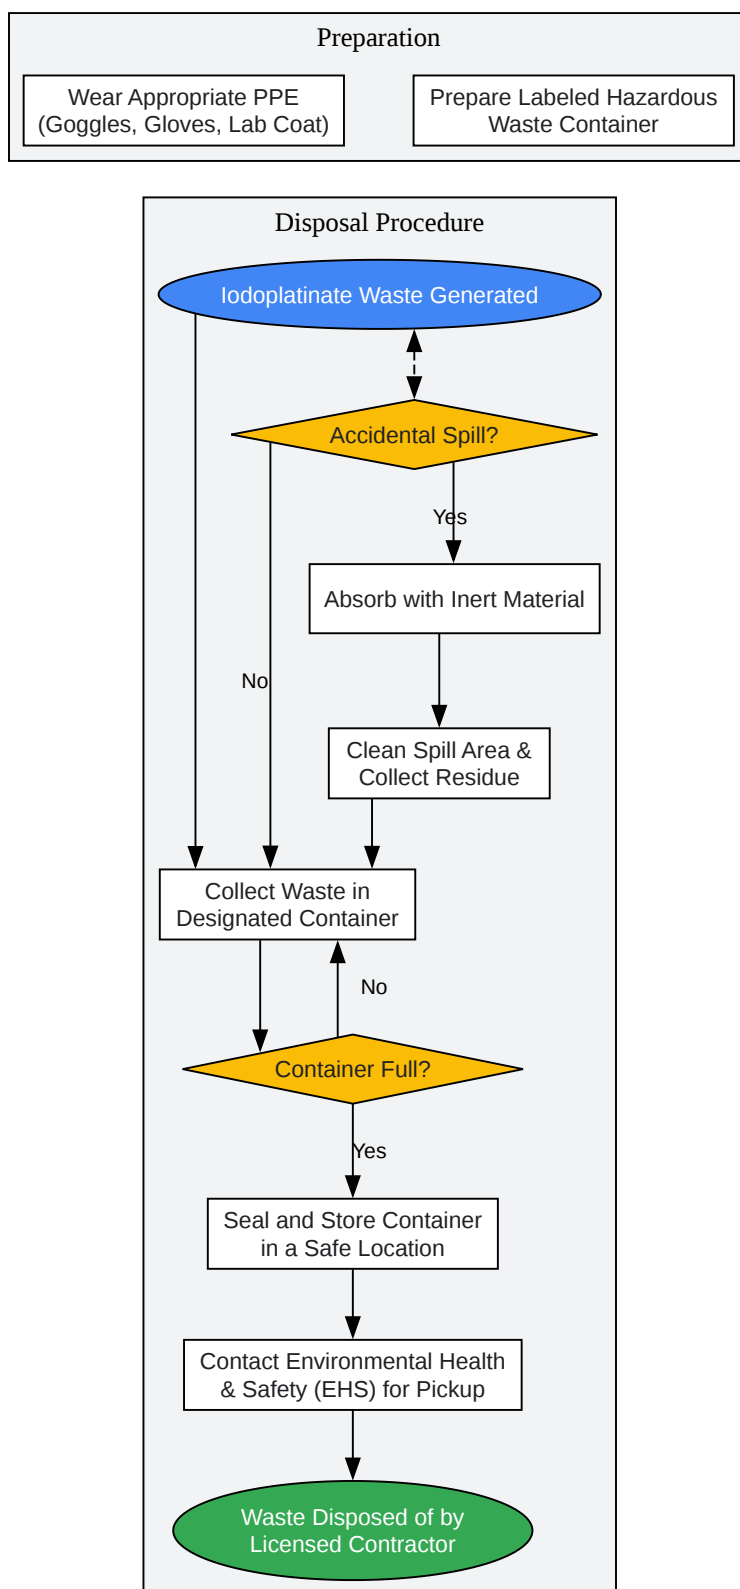 Preparation
Wear Appropriate PPE
(Goggles, Gloves, Lab Coat)
Prepare Labeled Hazardous
Waste Container
Disposal Procedure
Iodoplatinate Waste Generated
Accidental Spill?
Yes
Absorb with Inert Material
No
Clean Spill Area &
Collect Residue
Collect Waste in
Designated Container
No
Container Full?
Yes
Seal and Store Container
in a Safe Location
Contact Environmental Health
& Safety (EHS) for Pickup
Waste Disposed of by
Licensed Contractor